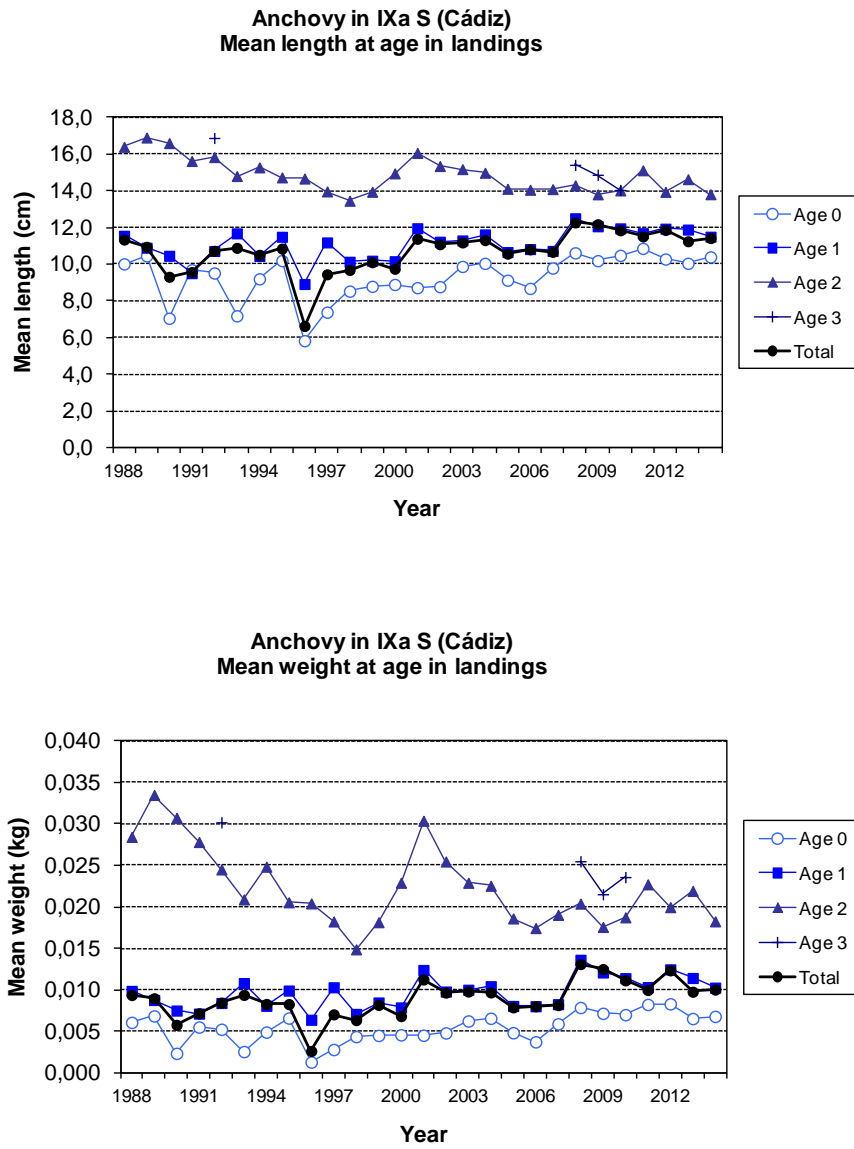 Anchovy in IXa S (Cádiz)
Mean length at age in landings
Mean length (cm)
18,0
16,0
14,0
12,0
10,0
8,0
6,0
4,0
2,0
0,0
1988 1991 1994 1997 2000 2003 2006 2009 2012
Year
Age 0
Age 1
Age 2
Age 3
Total
Anchovy in IXa S (Cádiz)
Mean weight at age in landings
Mean weight (kg)
0,040
0,035
0,030
0,025
0,020
0,015
0,010
0,005
0,000
1988 1991 1994 1997 2000 2003 2006 2009 2012
Year
Age 0
Age 1
Age 2
Age 3
Total